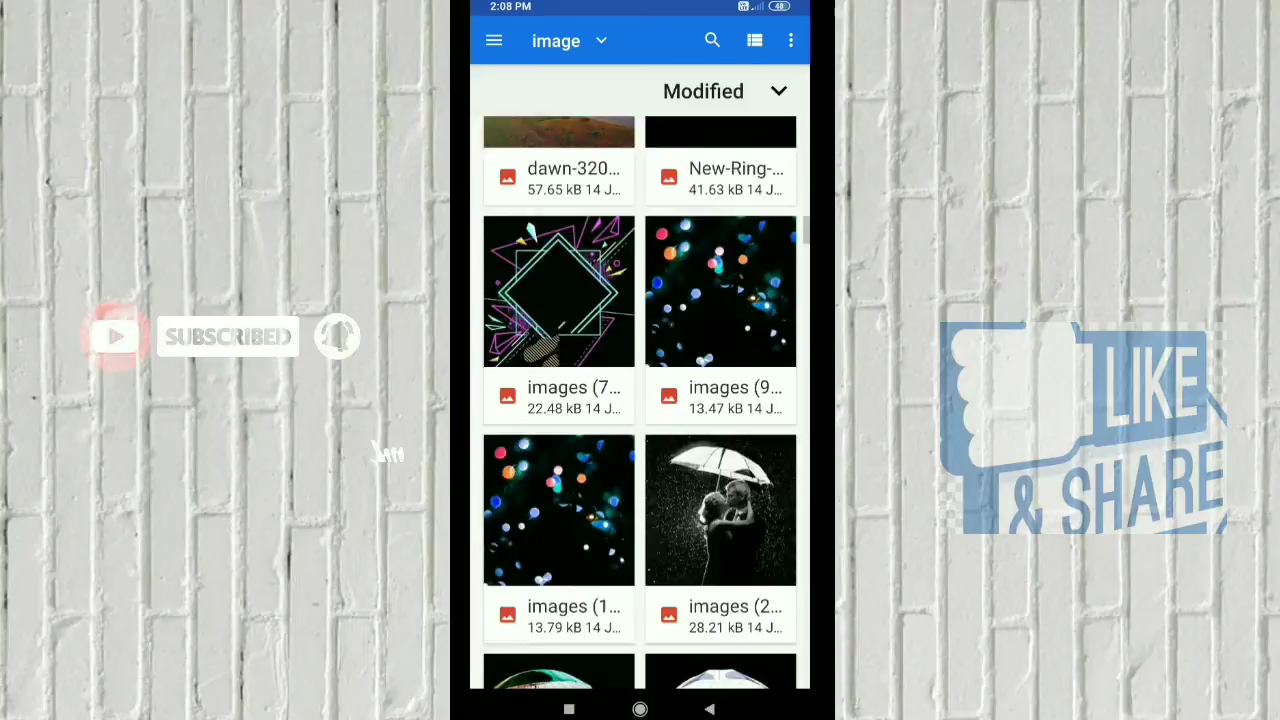 2:08 PM
48
image
Modified
dawn-320...
57.65 kB 14 J...
New-Ring-...
41.63 kB 14 J...
images (7...
22.48 kB 14 J...
images (9...
13.47 kB 14 J...
SUBSCRIBED
LIKE
& SHARE
images (1...
13.79 kB 14 J...
images (2...
28.21 kB 14 J...